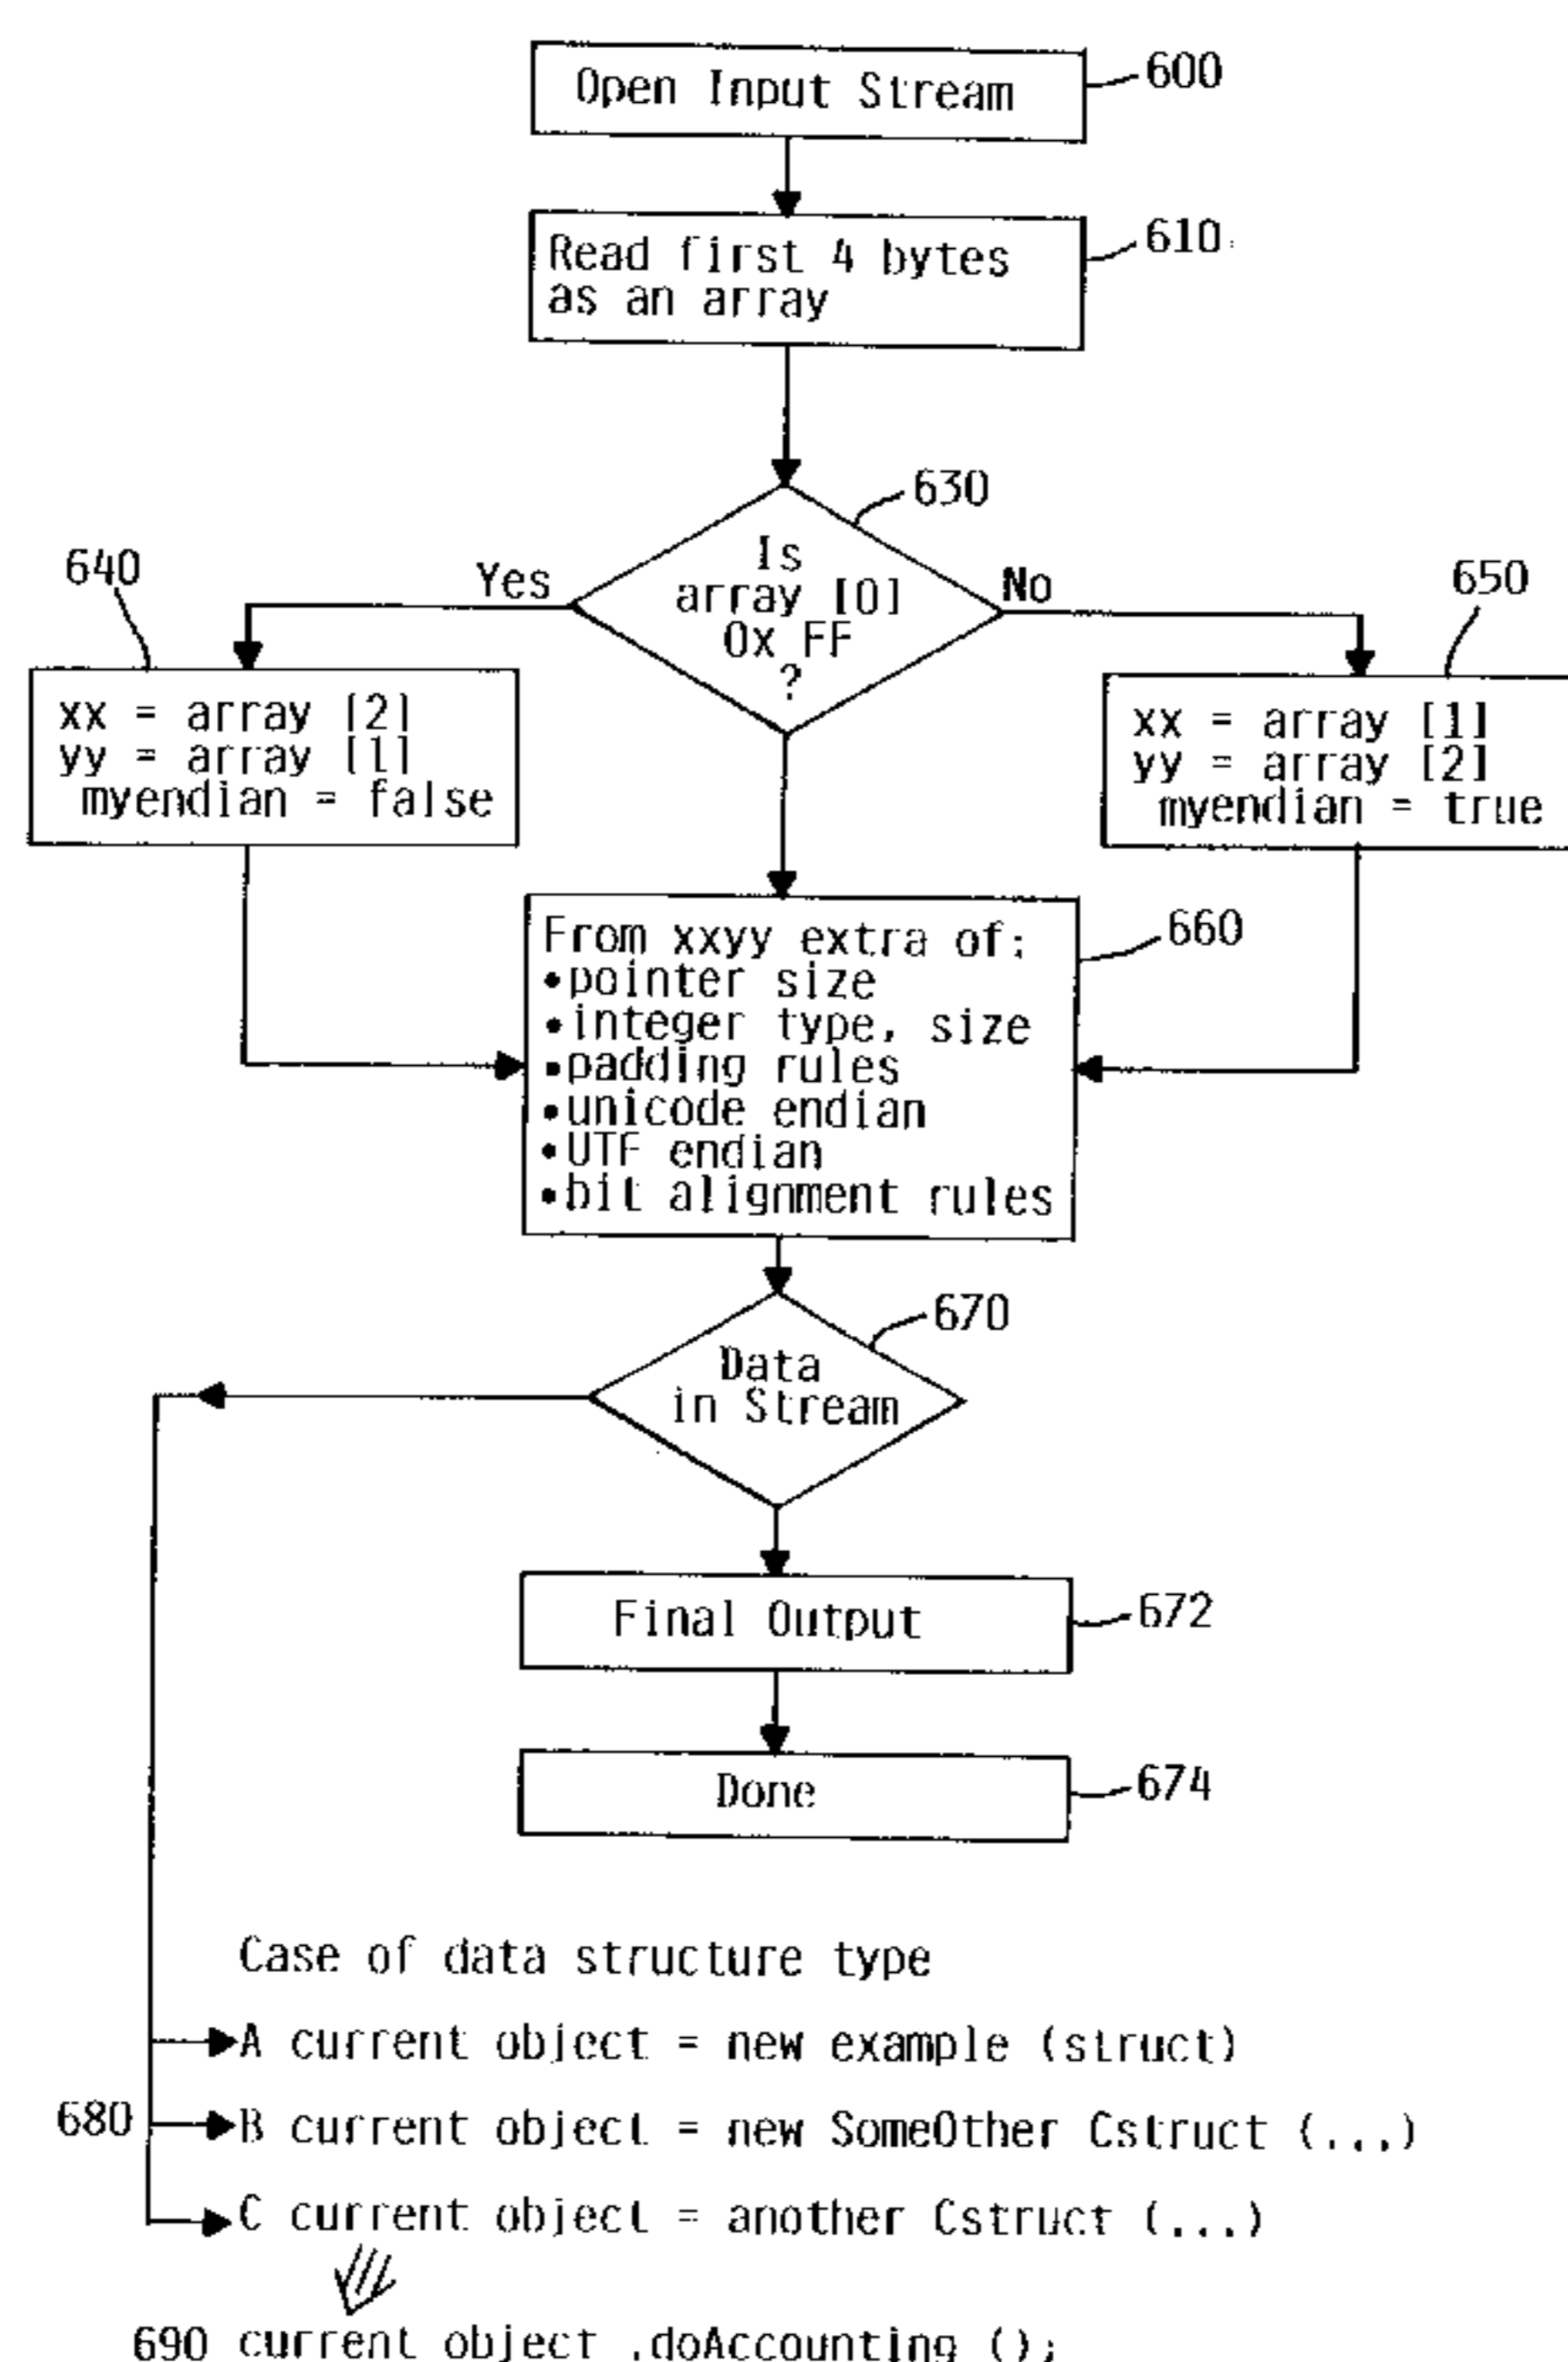 Open Input Stream
600
Read first 4 bytes
as an array
610
630
Is
array [0]
0x FF
?
Yes
No
640
xx = array [2]
yy = array [1]
myendian = false
650
xx = array [1]
yy = array [2]
myendian = true
From xxyy extra of:
•pointer size
•integer type, size
•padding rules
•unicode endian
•UTF endian
•bit alignment rules
660
670
Data
in Stream
Final Output
672
Done
674
Case of data structure type
A current object = new example (struct)
680
B current object = new SomeOther Cstruct (...)
C current object = another Cstruct (...)
690 current object .doAccounting ();